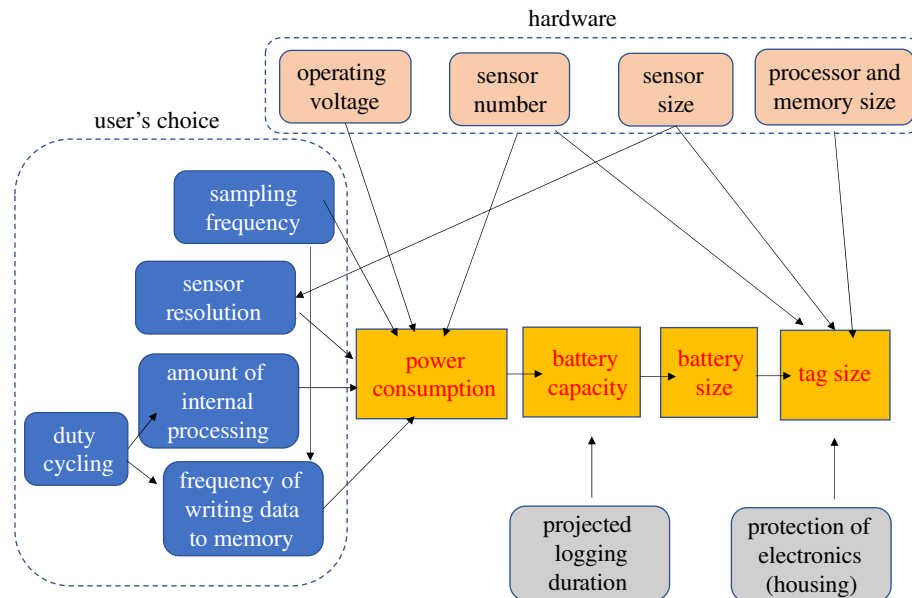 hardware
operating
voltage
sensor
number
sensor
size
processor and
memory size
user's choice
sampling
frequency
sensor
resolution
amount of
internal
processing
duty
cycling
frequency of
writing data
to memory
power
consumption
battery
capacity
battery
size
tag size
projected
logging
duration
protection of
electronics
(housing)